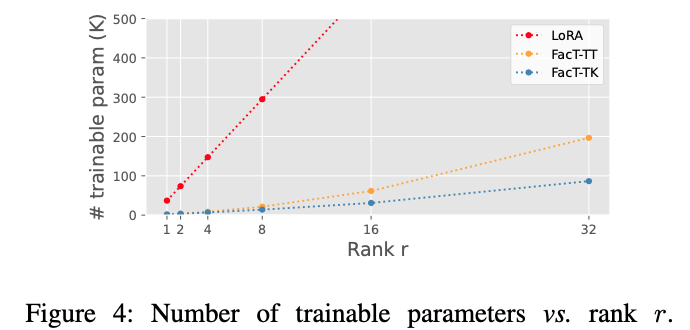 500
400
300
200
100
0
# trainable param (K)
LoRA
FacT-TT
FacT-TK
1 2 4 8 16 32
Rank r
Figure 4: Number of trainable parameters vs. rank r.